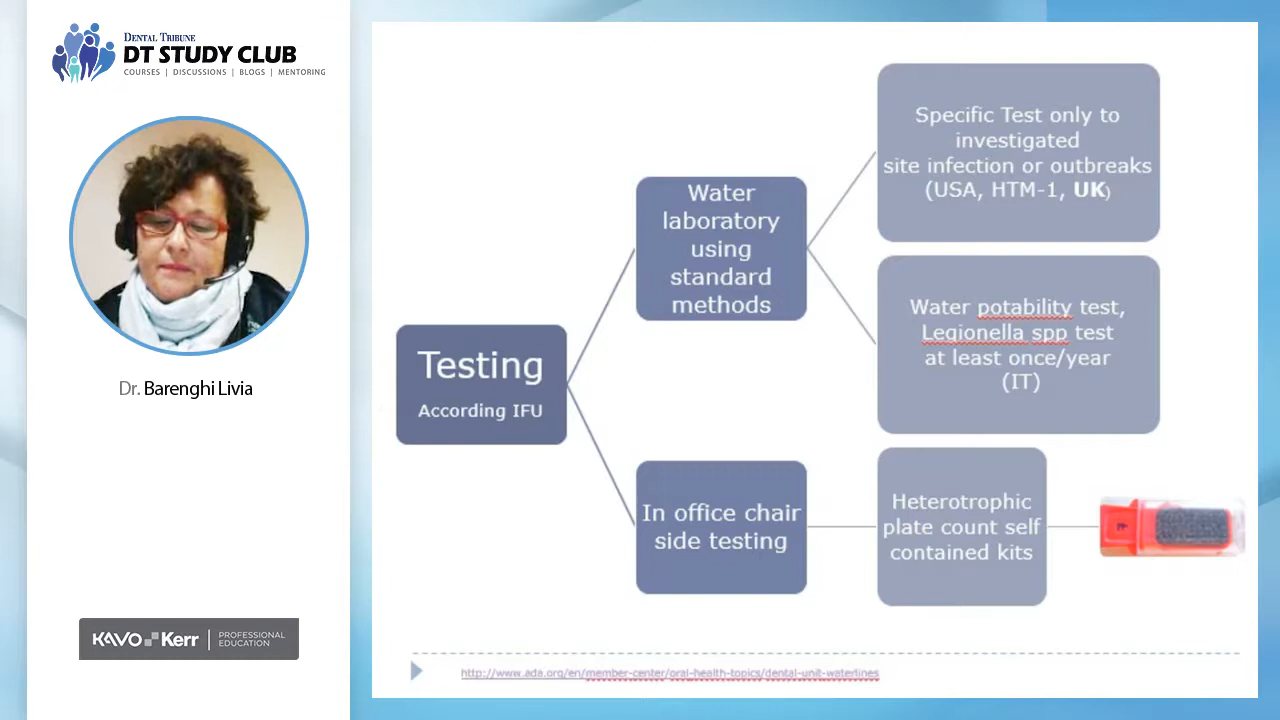 DENTAL TRIBUNE
DT STUDY CLUB
COURSES | DISCUSSIONS | BLOGS | MENTORING
Dr. Barenghi Livia
KAVO Kerr
PROFESSIONAL
EDUCATION
Testing
According IFU
Water
laboratory
using
standard
methods
Specific Test only to
investigated
site infection or outbreaks
(USA, HTM-1, UK)
Water potability test,
Legionella spp test
at least once/year
(IT)
In office chair
side testing
Heterotrophic
plate count self
contained kits
http://www.ada.org/en/member-center/oral-health-topics/dental-unit-waterlines